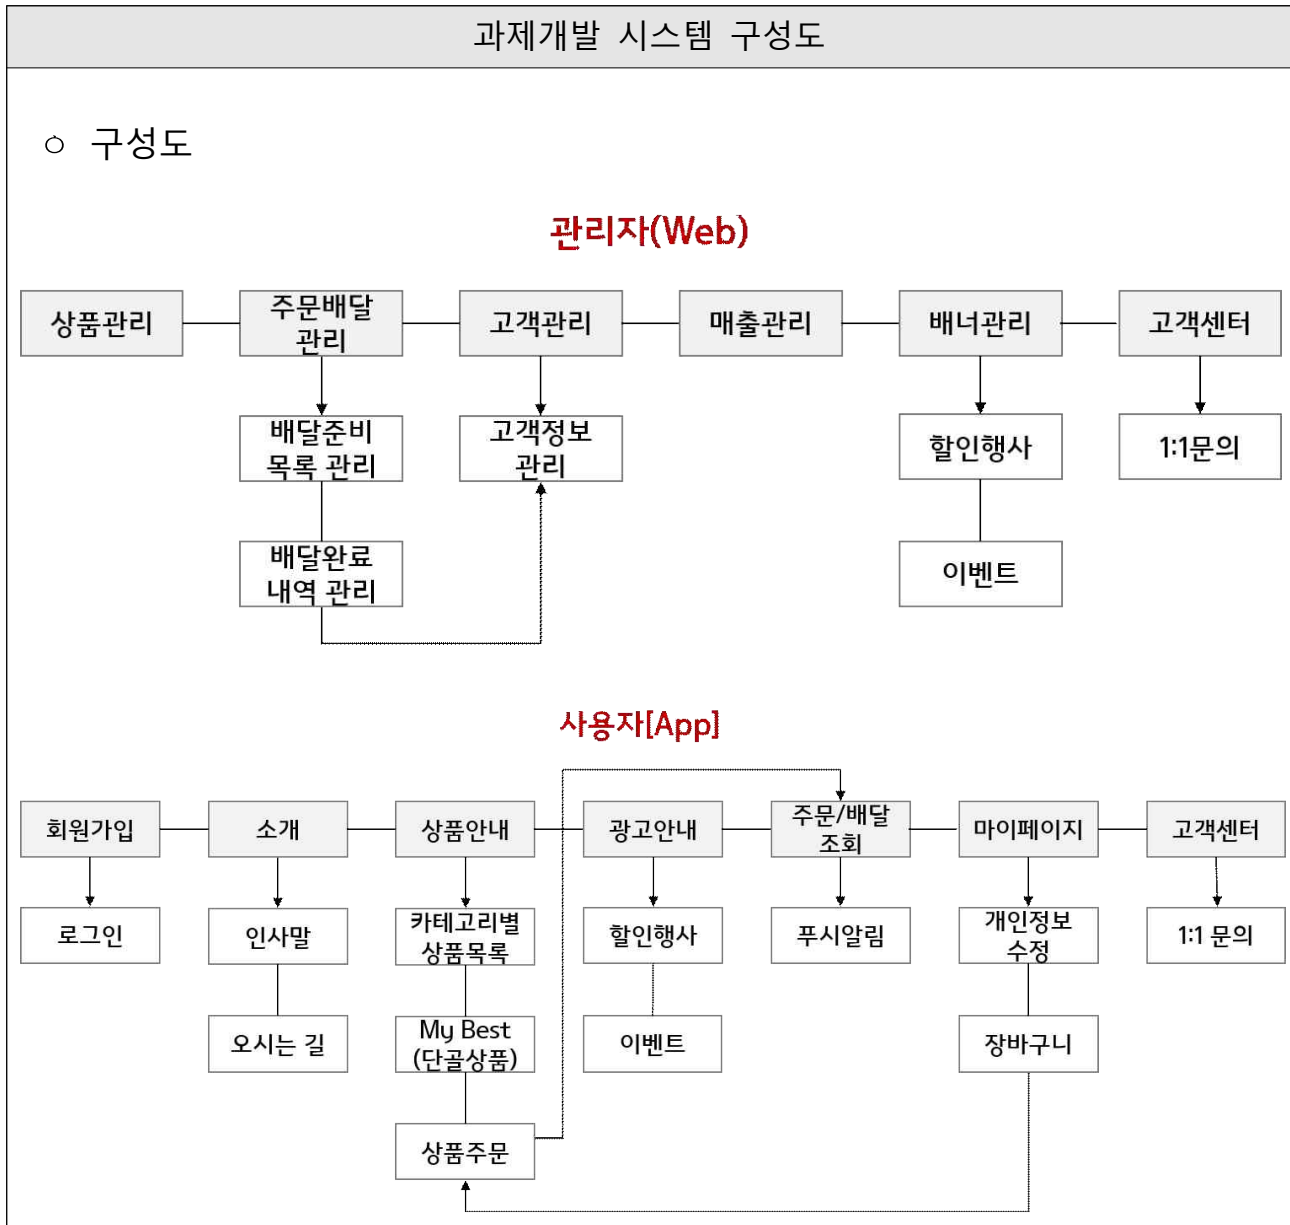 과제개발 시스템 구성도
○ 구성도
관리자(Web)
상품관리
주문배달
관리
고객관리
매출관리
배너관리
고객센터
배달준비
목록 관리
고객정보
관리
할인행사
1:1문의
배달완료
내역 관리
이벤트
사용자[App]
회원가입
소개
상품안내
광고안내
주문/배달
조회
마이페이지
고객센터
로그인
인사말
카테고리별
상품목록
할인행사
푸시알림
개인정보
수정
1:1 문의
오시는 길
My Best
(단골상품)
이벤트
장바구니
상품주문